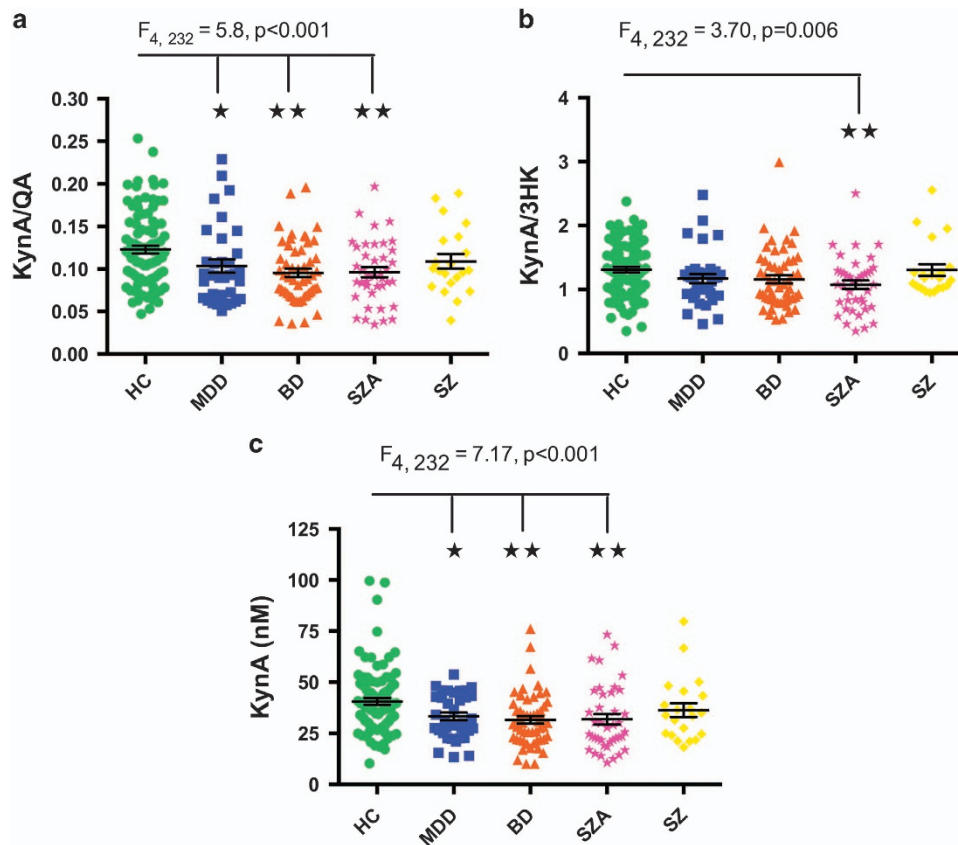 a
F4, 232 = 5.8, p<0.001
KynA/QA
0.30
0.25
0.20
0.15
0.10
0.05
0.00
HC
MDD
BD
SZA
SZ
b
F4, 232 = 3.70, p=0.006
KynA/3HK
4
3
2
1
0
HC
MDD
BD
SZA
SZ
c
F4, 232 = 7.17, p<0.001
KynA (nM)
125
100
75
50
25
0
HC
MDD
BD
SZA
SZ